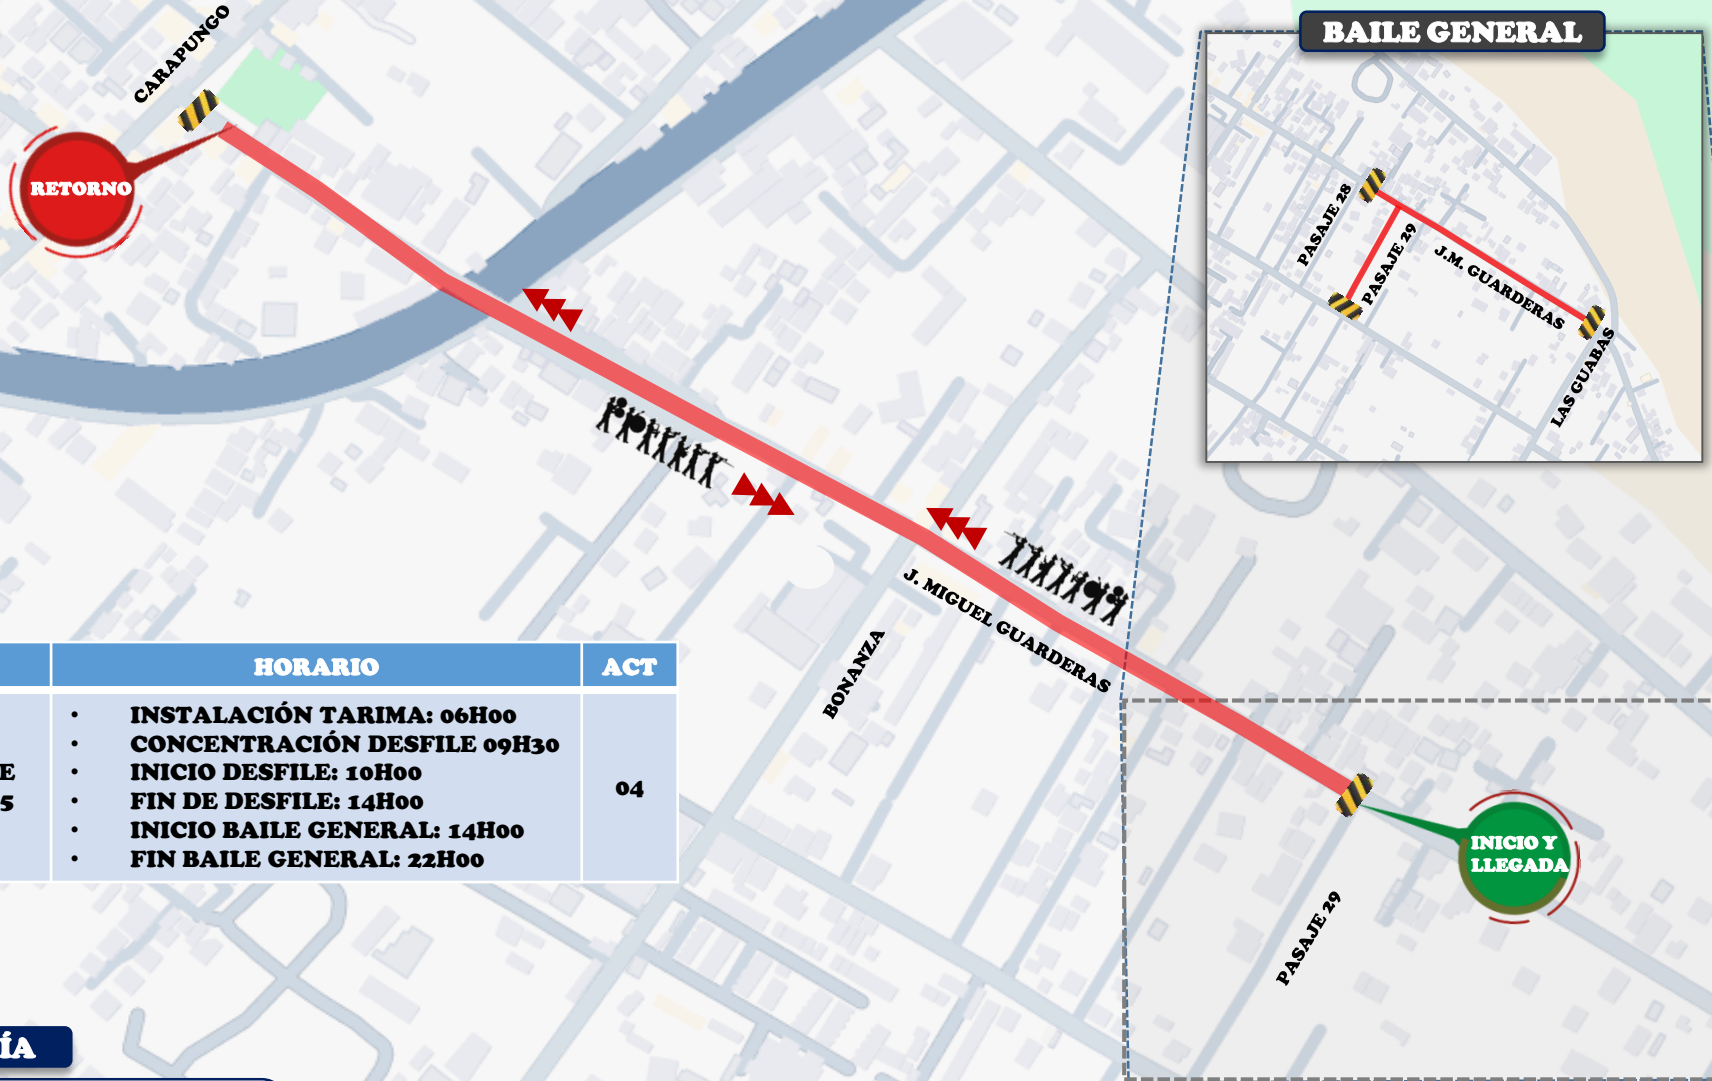 CARAPUNGO
RETORNO
BAILE GENERAL
PASAJE 28
PASAJE 29
J.M. GUARDERAS
LAS GUABAS
J. MIGUEL GUARDERAS
BONANZA
PASAJE 29
INICIO Y
LLEGADA
HORARIO
ACT
E
5
• INSTALACIÓN TARIMA: 06H00
• CONCENTRACIÓN DESFILE 09H30
• INICIO DESFILE: 10H00
• FIN DE DESFILE: 14H00
• INICIO BAILE GENERAL: 14H00
• FIN BAILE GENERAL: 22H00
04
ÍA